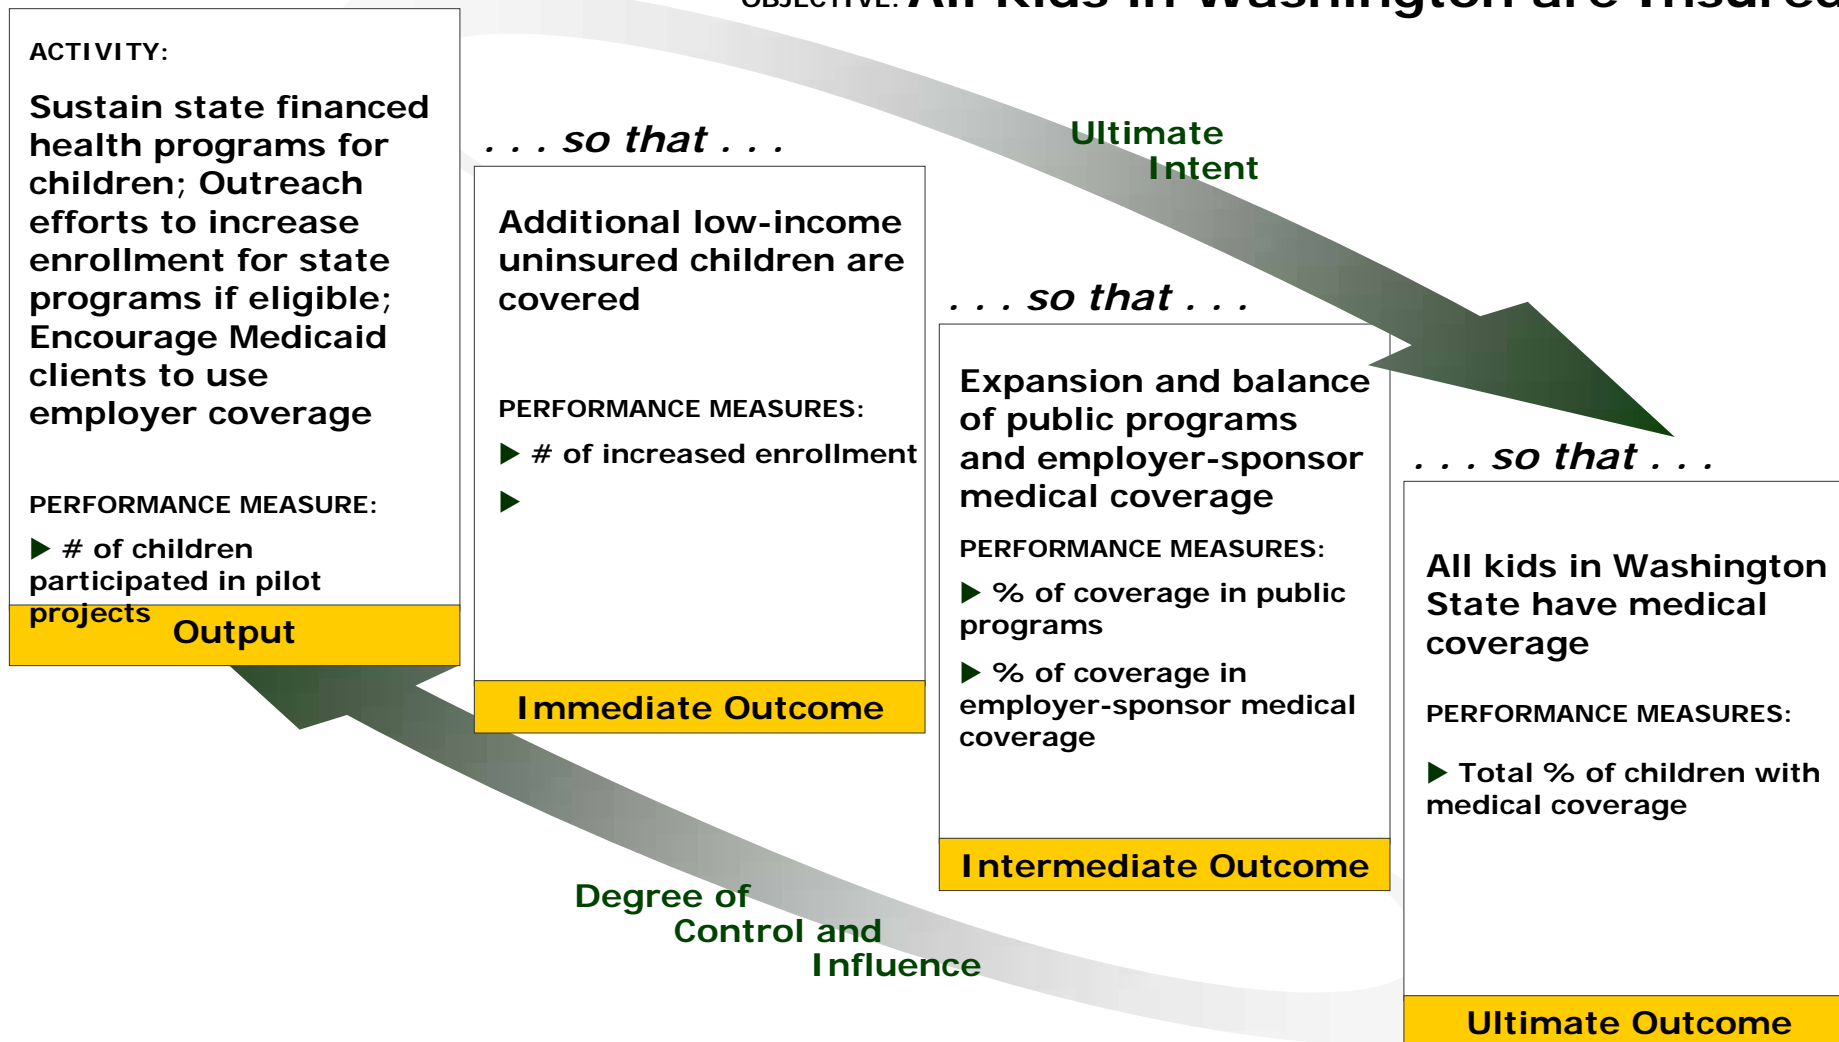 OBJECTIVE: All Kids in Washington are Insured
ACTIVITY:
Sustain state financed
health programs for
children; Outreach
efforts to increase
enrollment for state
programs if eligible;
Encourage Medicaid
clients to use
employer coverage
PERFORMANCE MEASURE:
▶ # of children
participated in pilot
projects
Output
. . . so that . . .
Additional low-income
uninsured children are
covered
PERFORMANCE MEASURES:
▶ # of increased enrollment
▶
Immediate Outcome
. . . so that . . .
Expansion and balance
of public programs
and employer-sponsor
medical coverage
PERFORMANCE MEASURES:
▶ % of coverage in public
programs
▶ % of coverage in
employer-sponsor medical
coverage
Intermediate Outcome
. . . so that . . .
All kids in Washington
State have medical
coverage
PERFORMANCE MEASURES:
▶ Total % of children with
medical coverage
Ultimate Outcome
Ultimate
Intent
Degree of
Control and
Influence